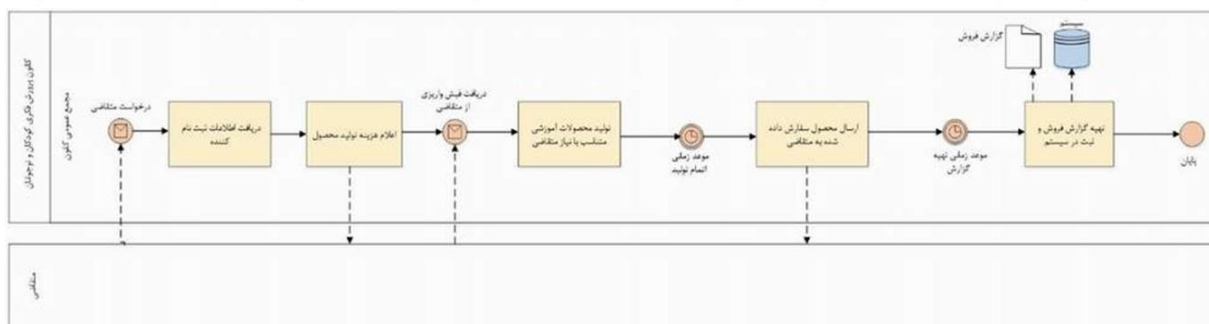 کانون پرورش فکری کودکان و نوجوانان
مجمع عمومی کانون
درخواست متقاضی
دریافت اطلاعات ثبت نام
کننده
اعلام هزینه تولید محصول
دریافت فیش واریزی
از متقاضی
تولید محصولات آموزشی
متناسب با نیاز متقاضی
موعد زمانی
اتمام تولید
ارسال محصول سفارش داده
شده به متقاضی
موعد زمانی تهیه
گزارش
گزارش فروش
سیستم
تهیه گزارش فروش و
ثبت در سیستم
پایان
متقاضی